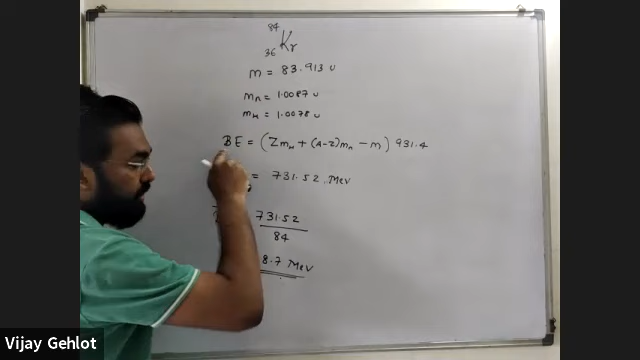 84
36 Kr
m = 83.913 U
mn = 1.0087 U
mH = 1.0078 U
BE = (ZmH + (A-Z)mn - m) 931.4
= 731.52 MeV
731.52
84
8.7 MeV
Vijay Gehlot